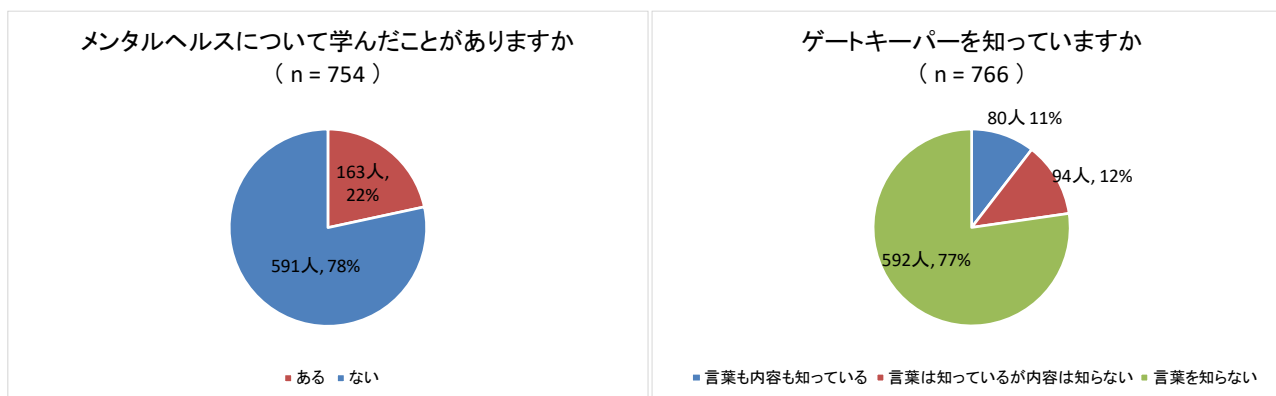 メンタルヘルスについて学んだことがありますか
( n = 754 )
163人,
22%
591人, 78%
ある ない
ゲートキーパーを知っていますか
( n = 766 )
80人 11%
94人, 12%
592人, 77%
言葉も内容も知っている 言葉は知っているが内容は知らない 言葉を知らない